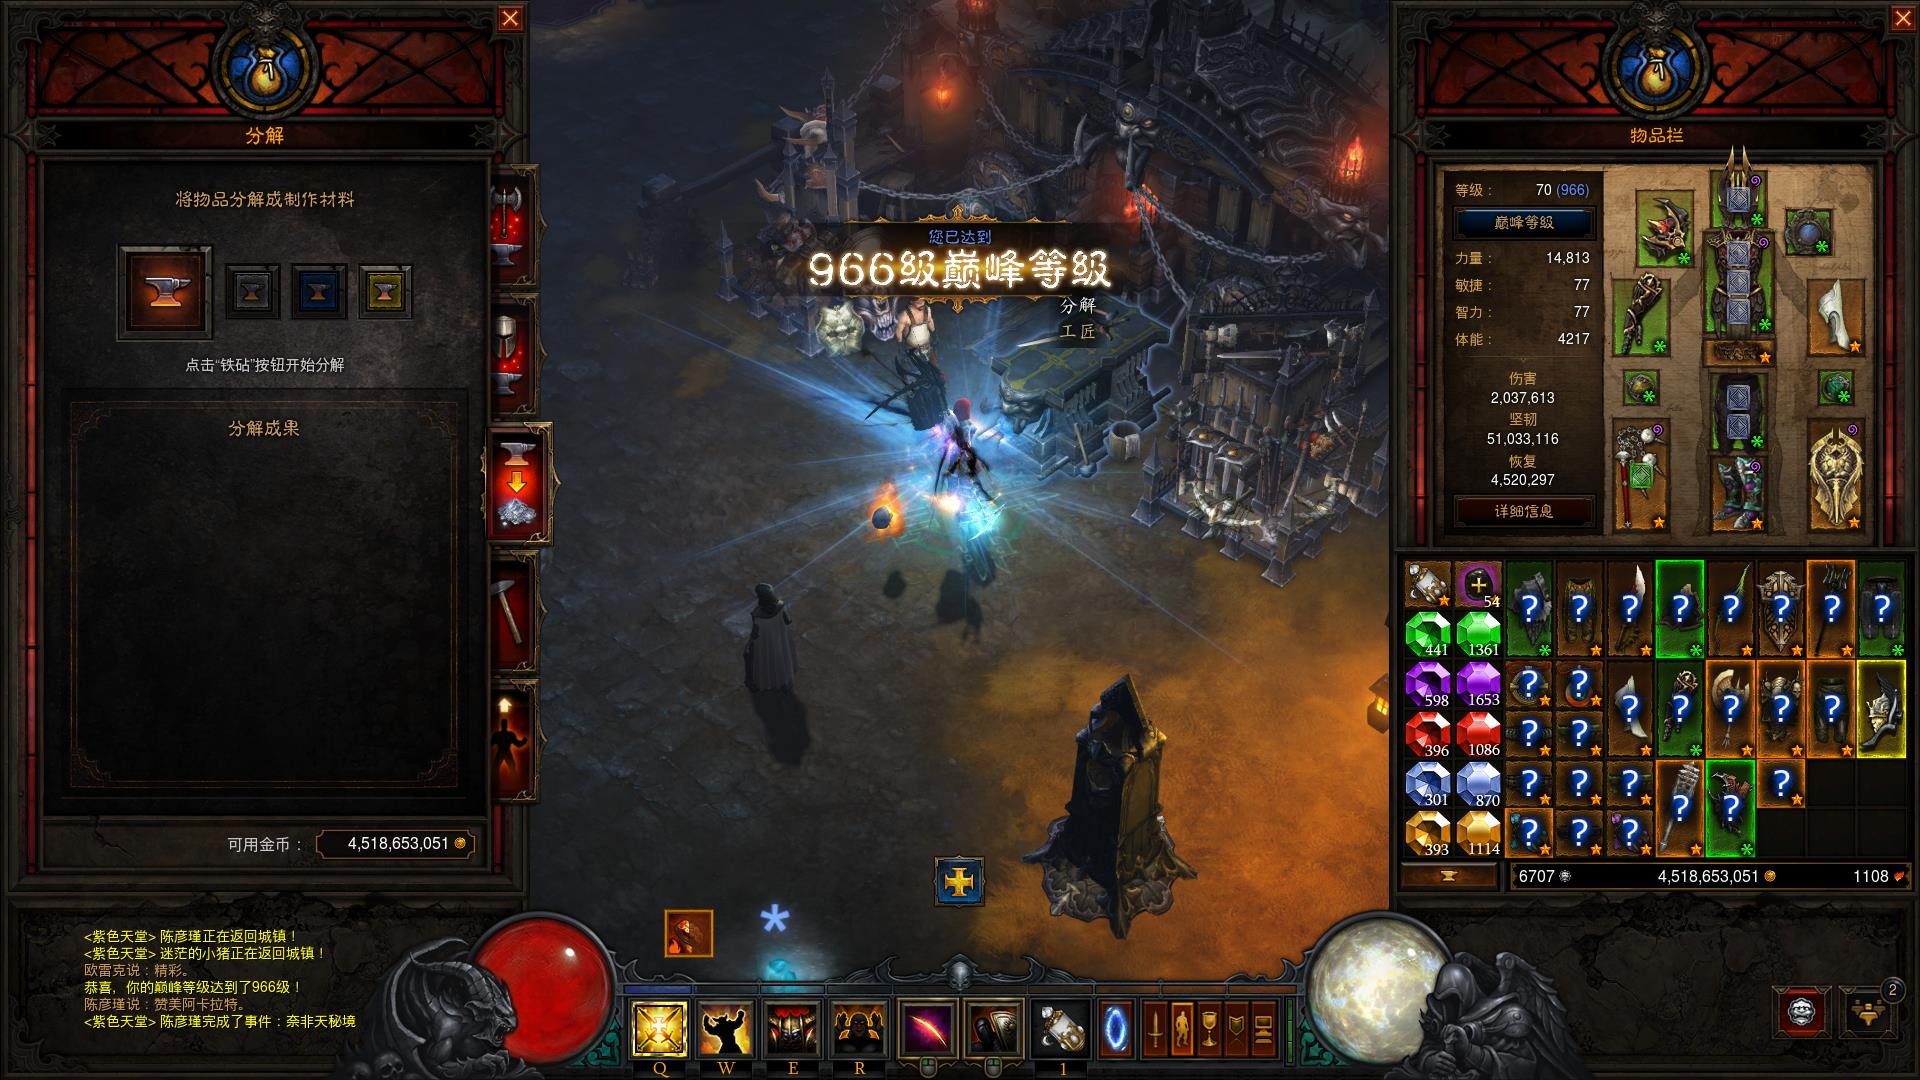 分解
将物品分解成制作材料
点击“铁砧”按钮开始分解
分解成果
可用金币： 4,518,653,051
您已达到
966级巅峰等级
分解
工匠
物品栏
等级： 70 (966)
巅峰等级
力量： 14,813
敏捷： 77
智力： 77
体能： 4217
伤害
2,037,613
坚韧
51,033,116
恢复
4,520,297
详细信息
54
? ? ? ? ? ? ? ?
441 1361
598 1653
? ? ? ? ? ? ?
396 1086
? ?
301 870
? ? ? ? ? ?
393 1114
? ? ?
6707 4,518,653,051 1108
<紫色天堂> 陈彦瑾正在返回城镇！
<紫色天堂> 迷茫的小猪正在返回城镇！
欧雷克说：精彩。
恭喜，你的巅峰等级达到了966级！
陈彦瑾说：赞美阿卡拉特。
<紫色天堂> 陈彦瑾完成了事件：奈非天秘境
Q W E R 1
2